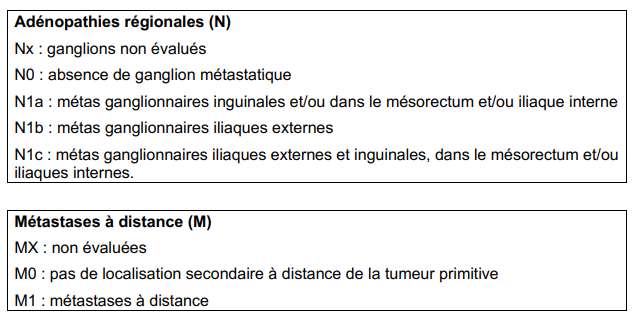 Adénopathies régionales (N)
Nx : ganglions non évalués
N0 : absence de ganglion métastatique
N1a : métas ganglionnaires inguinales et/ou dans le mésorectum et/ou iliaque interne
N1b : métas ganglionnaires iliaques externes
N1c : métas ganglionnaires iliaques externes et inguinales, dans le mésorectum et/ou
iliaques internes.
Métastases à distance (M)
MX : non évaluées
M0 : pas de localisation secondaire à distance de la tumeur primitive
M1 : métastases à distance